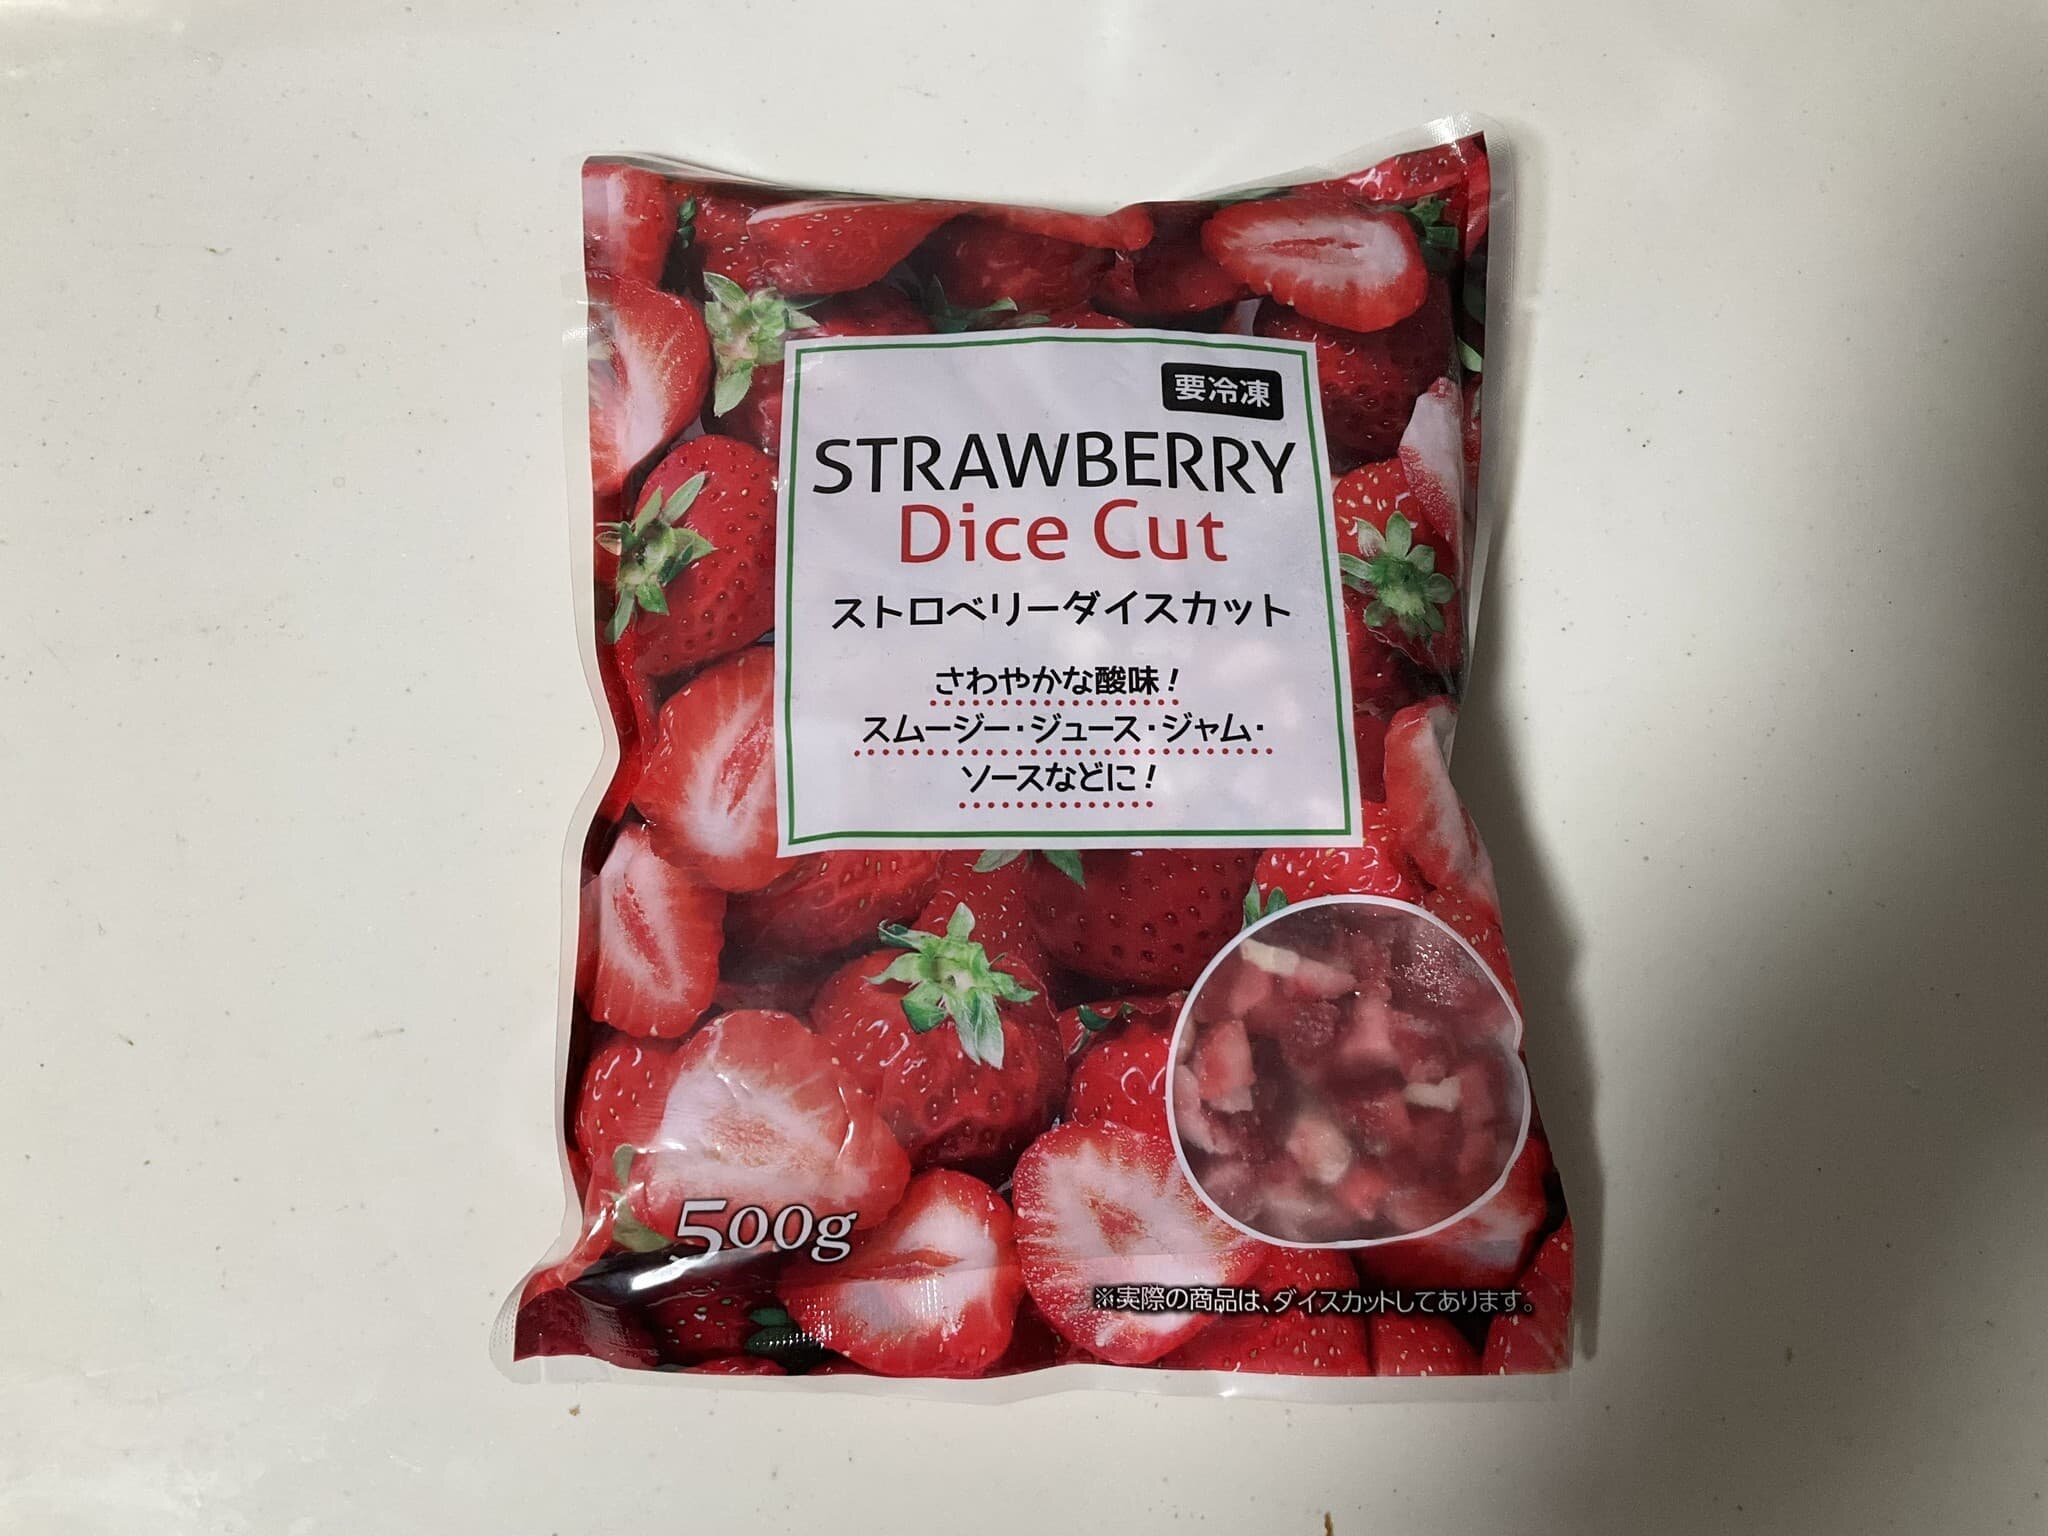 要冷凍
STRAWBERRY
Dice Cut
ストロベリーダイスカット
さわやかな酸味!
スムージー・ジュース・ジャム・
ソースなどに!
500g
※実際の商品は、ダイスカットしてあります。